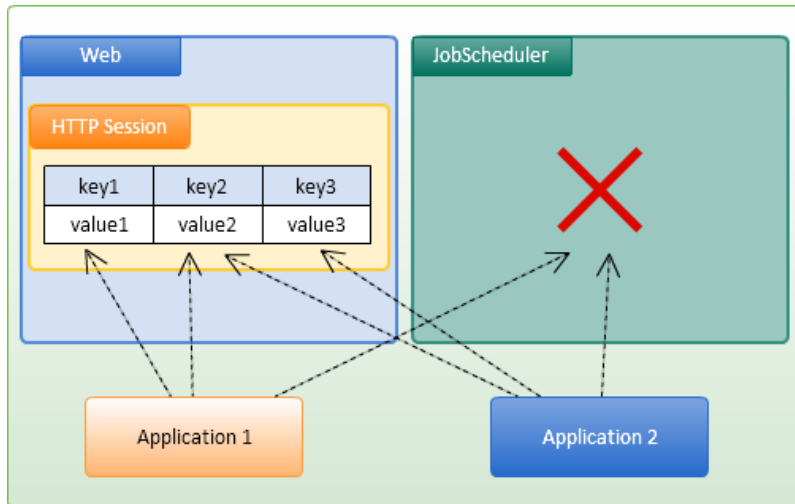 Web
JobScheduler
HTTP Session
key1 key2 key3
value1 value2 value3
Application 1
Application 2